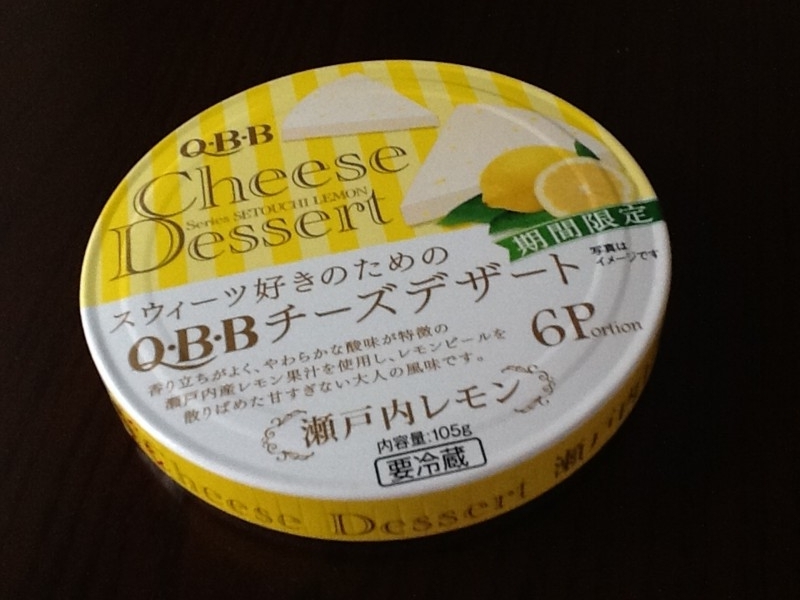 Q·B·B
Cheese
Series SETOUCHI LEMON
Dessert
期間限定
写真は
イメージです
スウィーツ好きのための
Q·B·Bチーズデザート
6Portion
香り立ちがよく、やわらかな酸味が特徴の
瀬戸内産レモン果汁を使用し、レモンピールを
散りばめた甘すぎない大人の風味です。
瀬戸内レモン
内容量:105g
要冷蔵
Cheese Dessert 瀬戸内